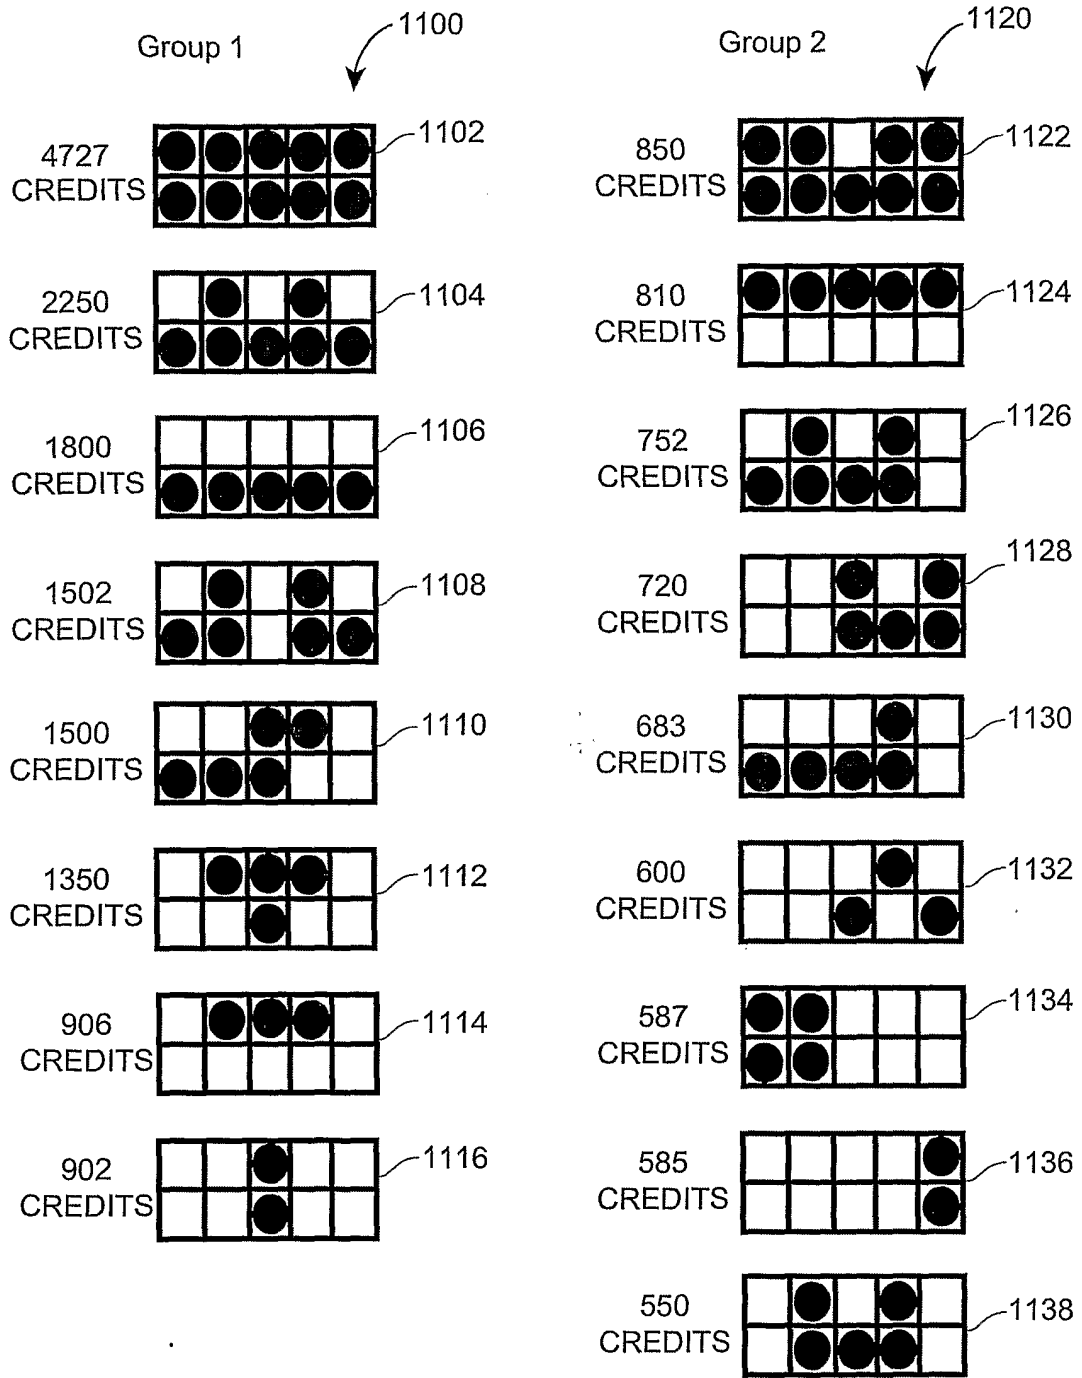 Group 1
1100
4727
CREDITS
1102
2250
CREDITS
1104
1800
CREDITS
1106
1502
CREDITS
1108
1500
CREDITS
1110
1350
CREDITS
1112
906
CREDITS
1114
902
CREDITS
1116
Group 2
1120
850
CREDITS
1122
810
CREDITS
1124
752
CREDITS
1126
720
CREDITS
1128
683
CREDITS
1130
600
CREDITS
1132
587
CREDITS
1134
585
CREDITS
1136
550
CREDITS
1138